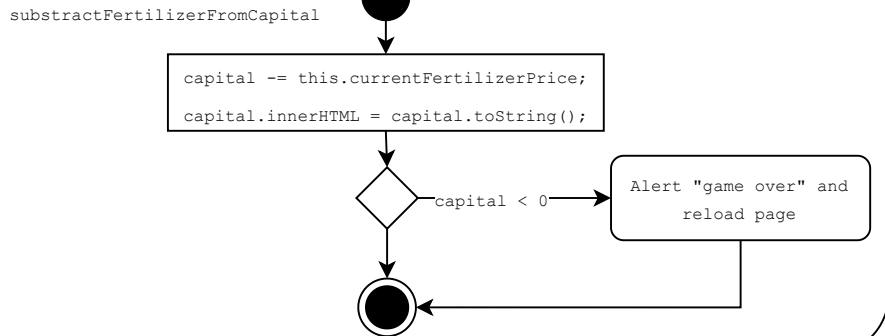 substractFertilizerFromCapital
capital -= this.currentFertilizerPrice;
capital.innerHTML = capital.toString();
capital < 0
Alert "game over" and
reload page